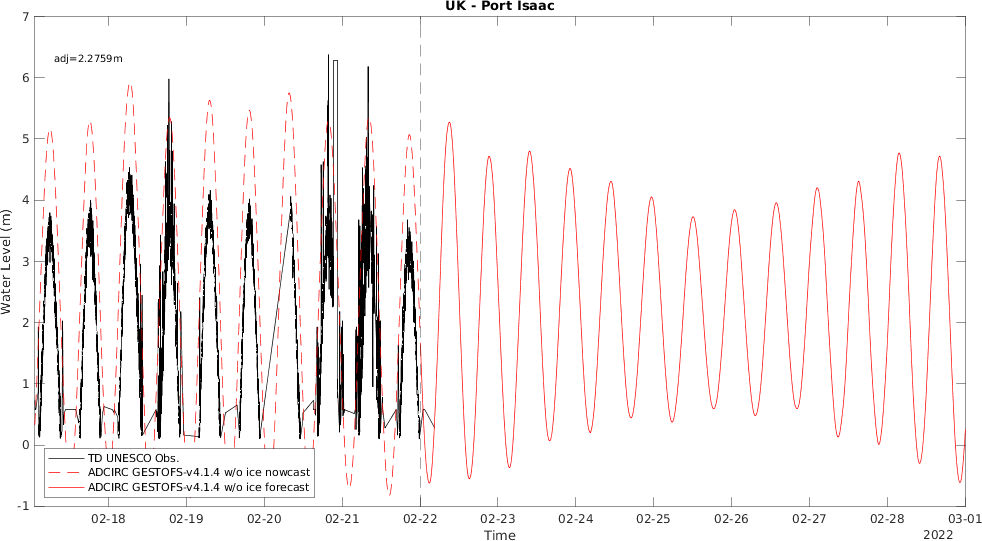 UK - Port Isaac
7
adj=2.2759m
6
5
4
3
2
1
0
-1
Water Level (m)
TD UNESCO Obs.
ADCIRC GESTOFS-v4.1.4 w/o ice nowcast
ADCIRC GESTOFS-v4.1.4 w/o ice forecast
02-18 02-19 02-20 02-21 02-22 02-23 02-24 02-25 02-26 02-27 02-28 03-01
Time
2022